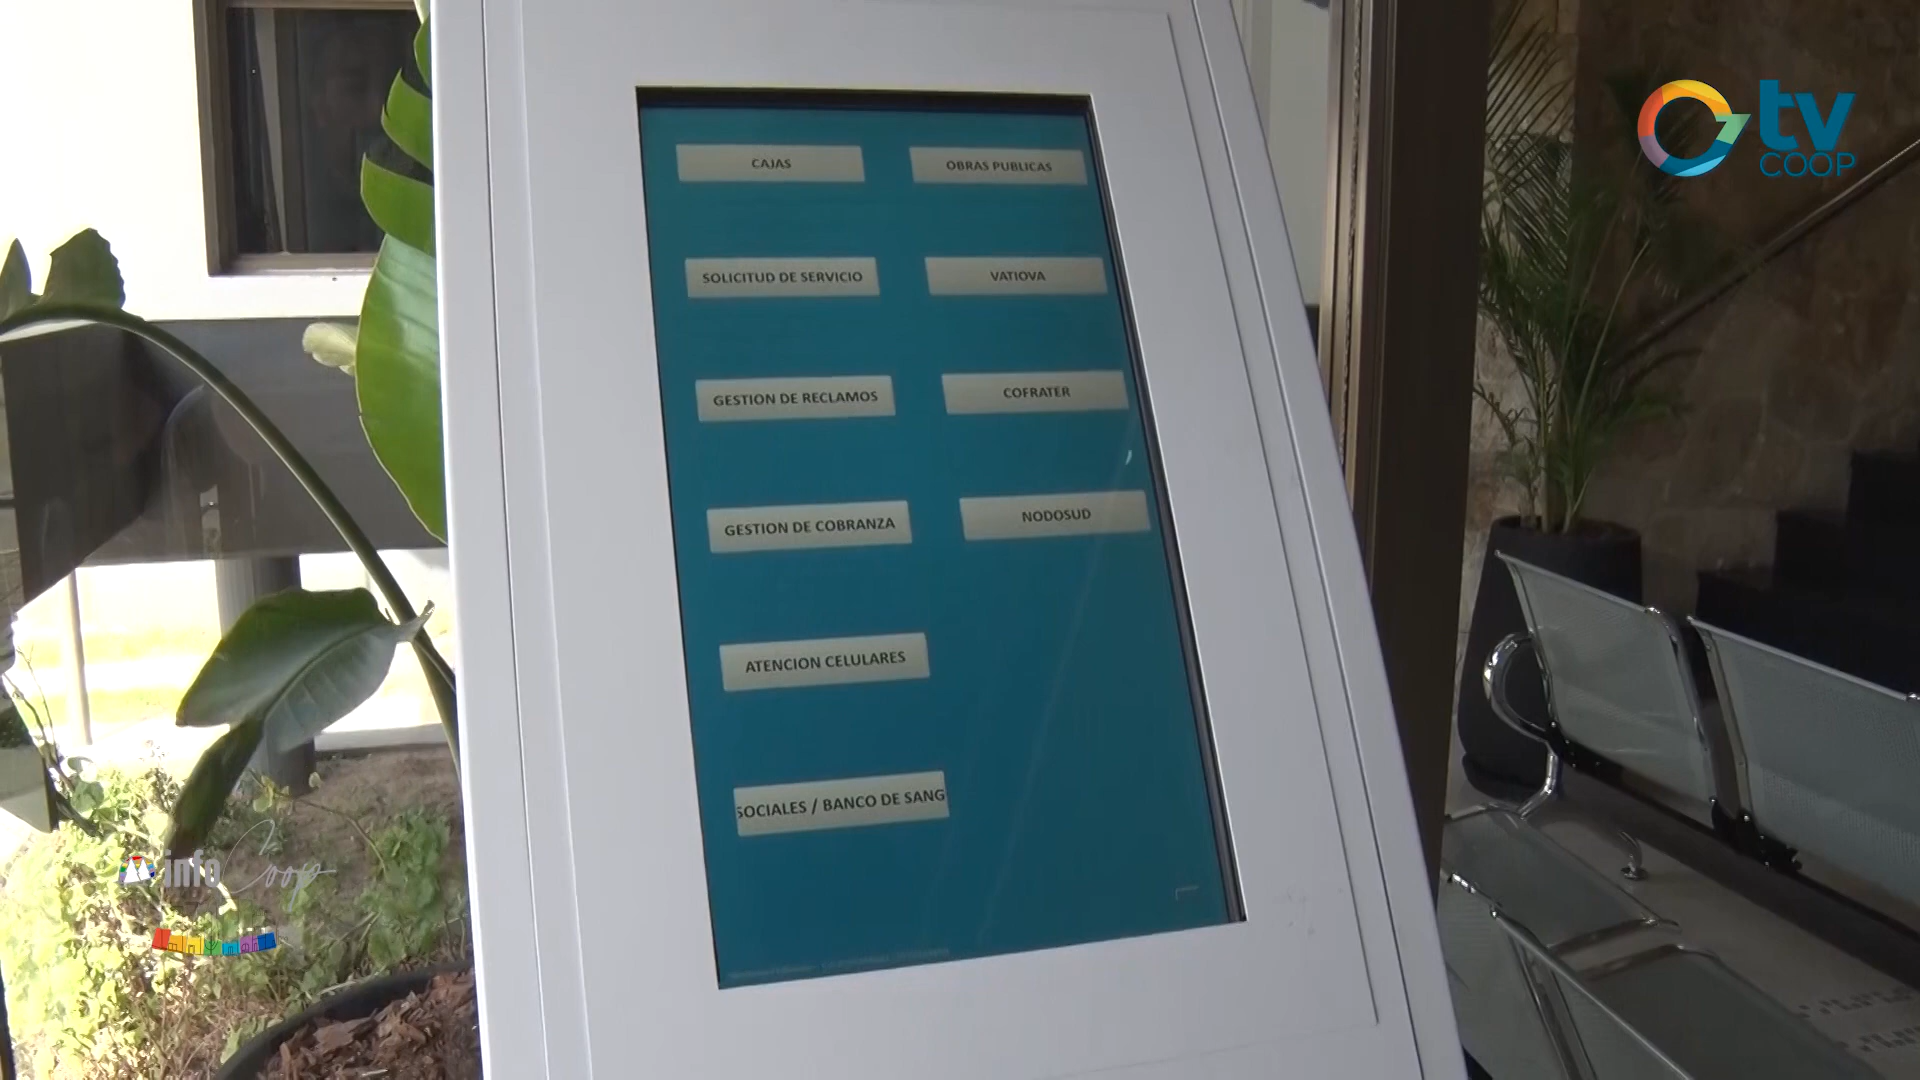 tv
COOP
CAJAS
OBRAS PUBLICAS
SOLICITUD DE SERVICIO
VATIOVA
GESTION DE RECLAMOS
COFRATER
GESTION DE COBRANZA
NODOSUD
ATENCION CELULARES
SOCIALES / BANCO DE SANG
info Coop